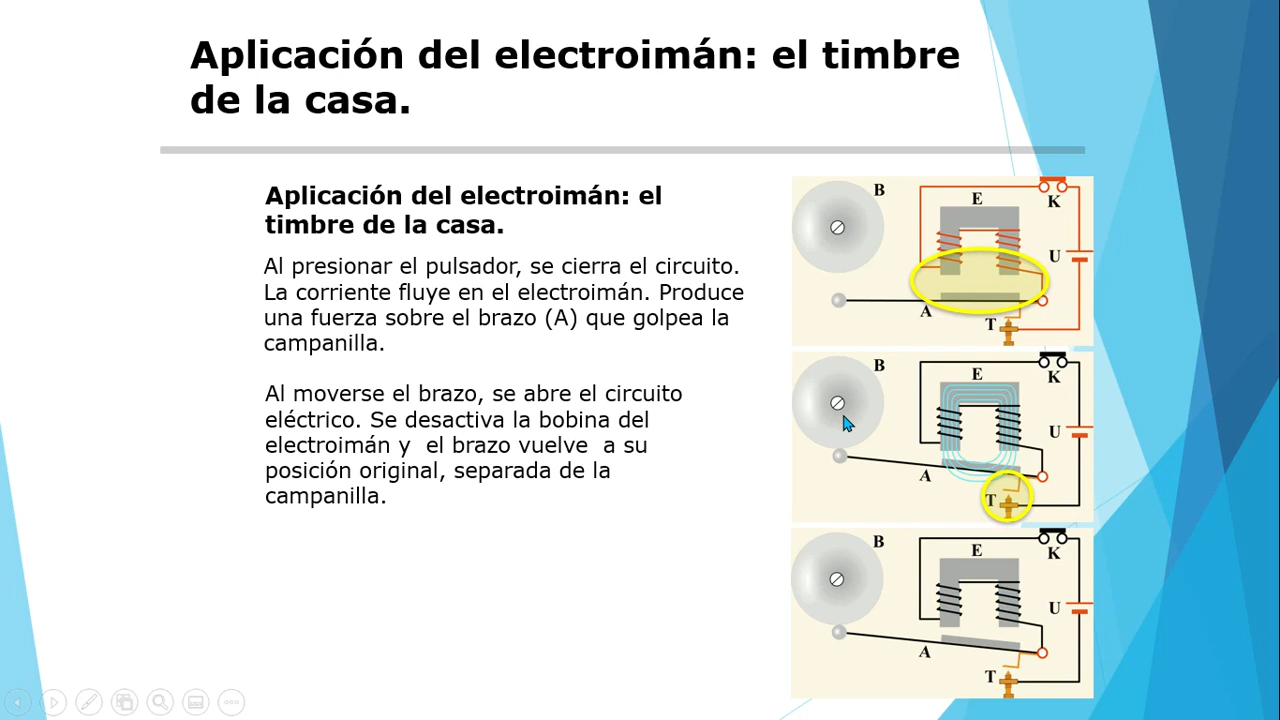 Aplicación del electroimán: el timbre
de la casa.
Aplicación del electroimán: el
timbre de la casa.
Al presionar el pulsador, se cierra el circuito.
La corriente fluye en el electroimán. Produce
una fuerza sobre el brazo (A) que golpea la
campanilla.
Al moverse el brazo, se abre el circuito
eléctrico. Se desactiva la bobina del
electroimán y  el brazo vuelve  a su
posición original, separada de la
campanilla.
B
E
K
U
A
T
B
E
K
U
A
T
B
E
K
U
A
T